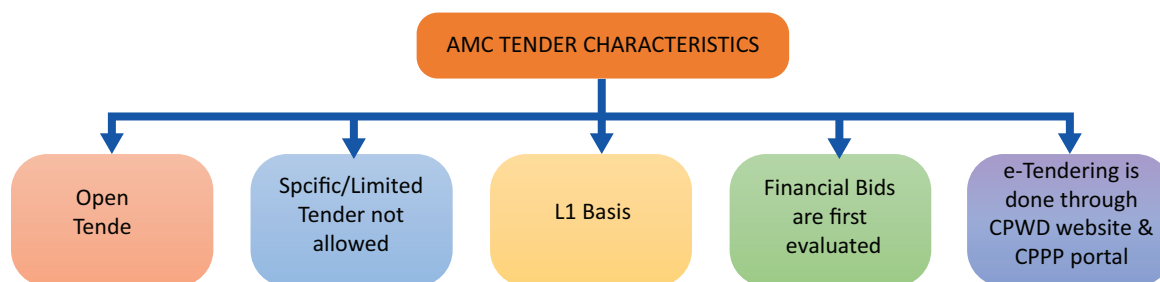 AMC TENDER CHARACTERISTICS
Open
Tende
Spcific/Limited
Tender not
allowed
L1 Basis
Financial Bids
are first
evaluated
e-Tendering is
done through
CPWD website &
CPPP portal